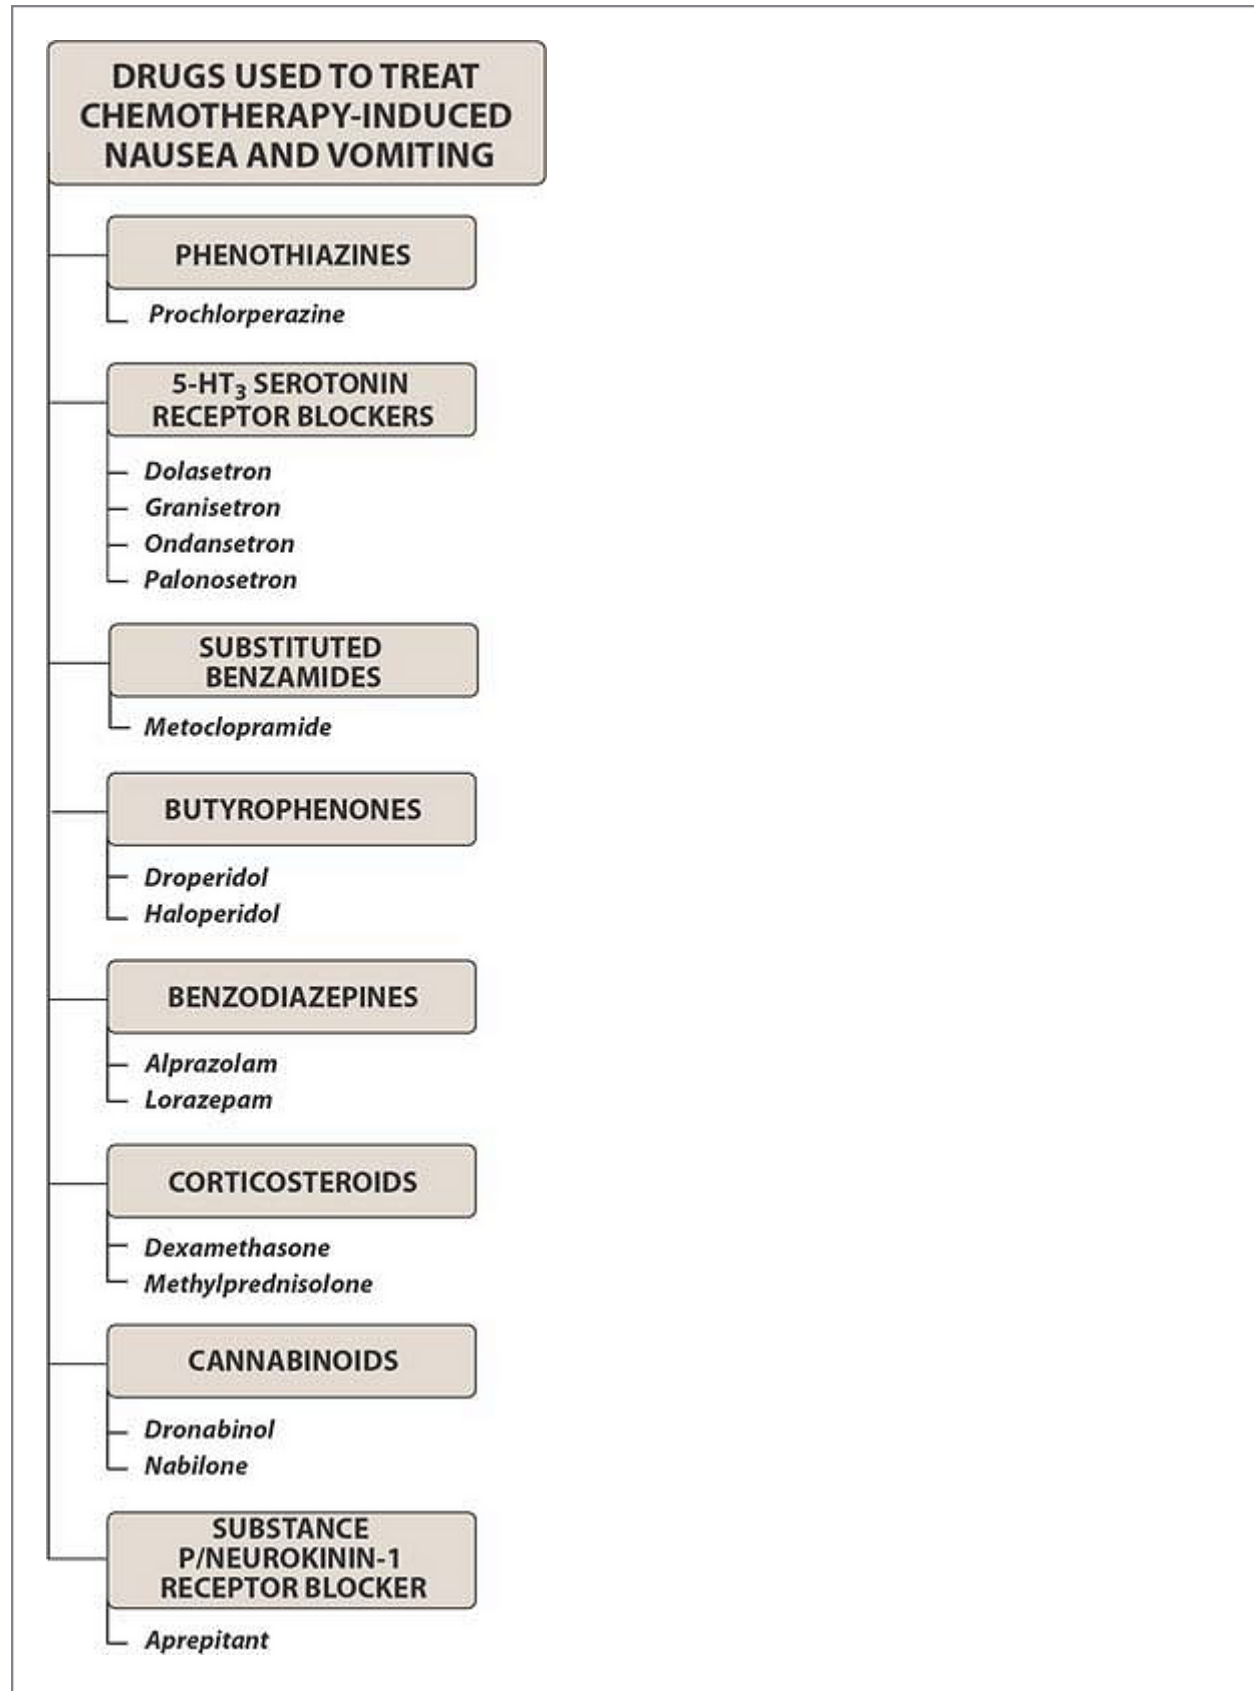 DRUGS USED TO TREAT
CHEMOTHERAPY-INDUCED
NAUSEA AND VOMITING
PHENOTHIAZINES
Prochlorperazine
5-HT₃ SEROTONIN
RECEPTOR BLOCKERS
Dolasetron
Granisetron
Ondansetron
Palonosetron
SUBSTITUTED
BENZAMIDES
Metoclopramide
BUTYROPHENONES
Droperidol
Haloperidol
BENZODIAZEPINES
Alprazolam
Lorazepam
CORTICOSTEROIDS
Dexamethasone
Methylprednisolone
CANNABINOIDS
Dronabinol
Nabilone
SUBSTANCE
P/NEUROKININ-1
RECEPTOR BLOCKER
Aprepitant